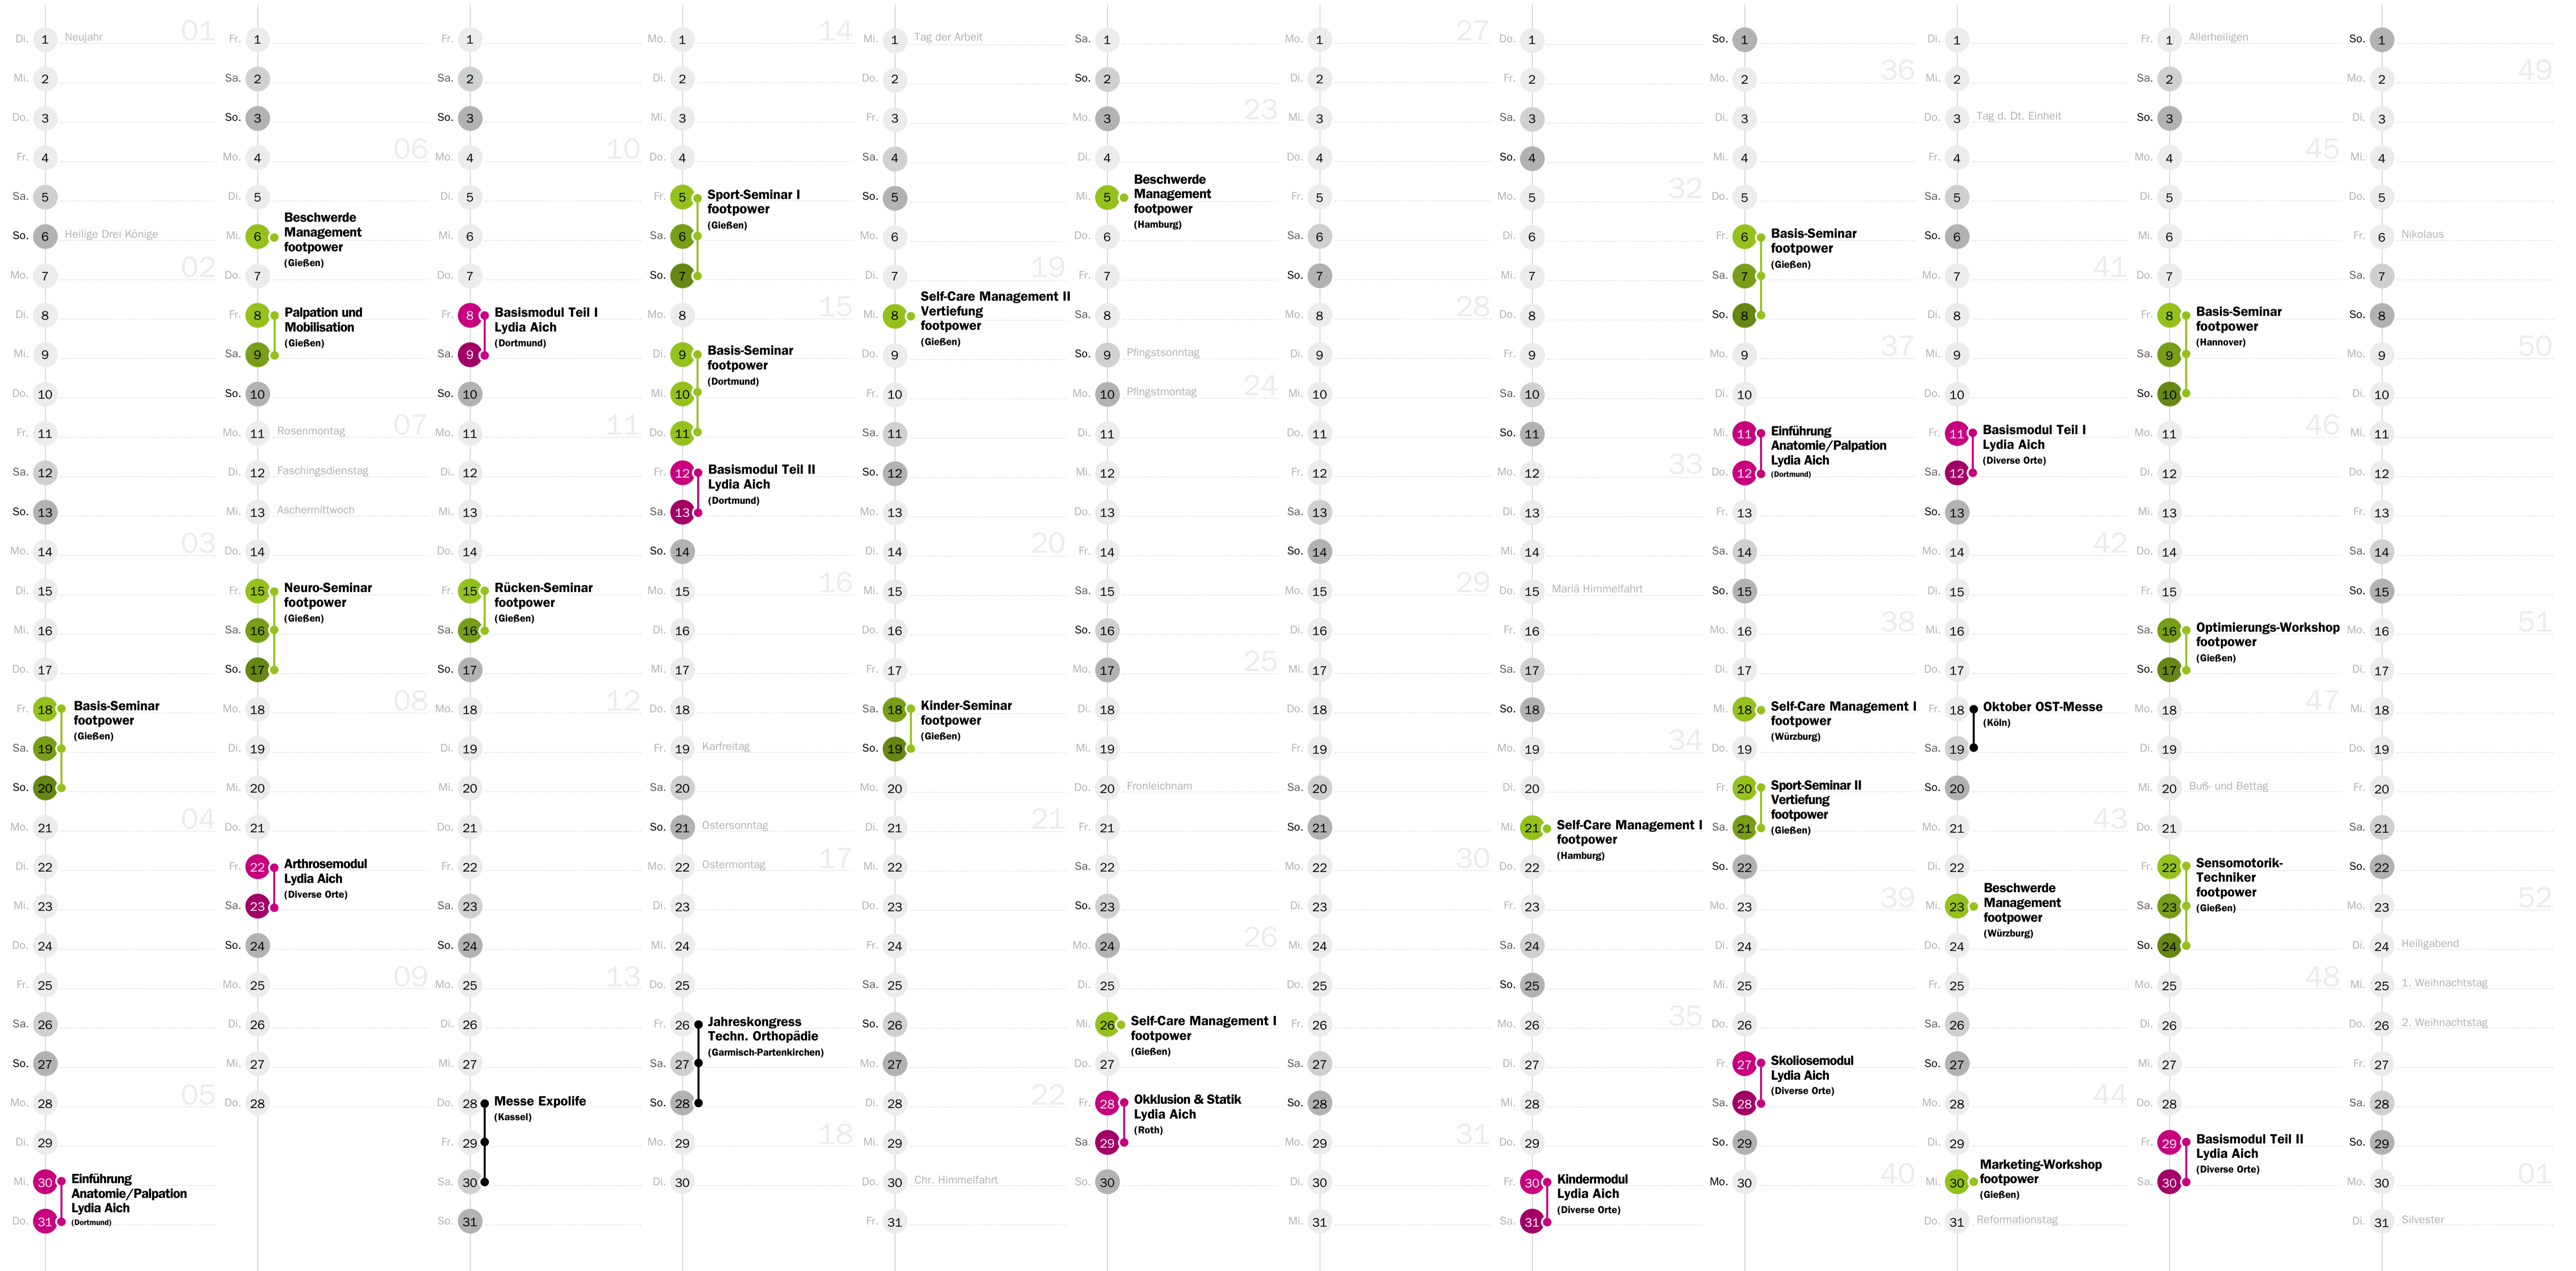 Di. 1 Neujahr 01
Mi. 2
Do. 3
Fr. 4
Sa. 5
So. 6 Heilige Drei Könige
Mo. 7 02
Di. 8
Mi. 9
Do. 10
Fr. 11
Sa. 12
So. 13
Mo. 14 03
Di. 15
Mi. 16
Do. 17
Fr. 18 Basis-Seminar
footpower
(Gießen)
Sa. 19
So. 20
Mo. 21 04
Di. 22
Mi. 23
Do. 24
Fr. 25
Sa. 26
So. 27
Mo. 28 05
Di. 29
Mi. 30 Einführung
Anatomie/Palpation
Lydia Aich
(Dortmund)
Do. 31
Fr. 1
Sa. 2
So. 3
Mo. 4 06
Di. 5
Mi. 6 Beschwerde
Management
footpower
(Gießen)
Do. 7
Fr. 8 Palpation und
Mobilisation
(Gießen)
Sa. 9
So. 10
Mo. 11 Rosenmontag 07
Di. 12 Faschingsdienstag
Mi. 13 Aschermittwoch
Do. 14
Fr. 15 Neuro-Seminar
footpower
(Gießen)
Sa. 16
So. 17
Mo. 18 08
Di. 19
Mi. 20
Do. 21
Fr. 22 Arthrosemodul
Lydia Aich
(Diverse Orte)
Sa. 23
So. 24
Mo. 25 09
Di. 26
Mi. 27
Do. 28
Fr. 1
Sa. 2
So. 3
Mo. 4 10
Di. 5
Mi. 6
Do. 7
Fr. 8 Basismodul Teil I
Lydia Aich
(Dortmund)
Sa. 9
So. 10
Mo. 11 11
Di. 12
Mi. 13
Do. 14
Fr. 15 Rücken-Seminar
footpower
(Gießen)
Sa. 16
So. 17
Mo. 18 12
Di. 19
Mi. 20
Do. 21
Fr. 22
Sa. 23
So. 24
Mo. 25 13
Di. 26
Mi. 27
Do. 28 Messe Expolife
(Kassel)
Fr. 29
Sa. 30
So. 31
Mo. 1 14
Di. 2
Mi. 3
Do. 4
Fr. 5 Sport-Seminar I
footpower
(Gießen)
Sa. 6
So. 7
Mo. 8 15
Di. 9 Basis-Seminar
footpower
(Dortmund)
Mi. 10
Do. 11
Fr. 12 Basismodul Teil II
Lydia Aich
(Dortmund)
Sa. 13
So. 14
Mo. 15 16
Di. 16
Mi. 17
Do. 18
Fr. 19 Karfreitag
Sa. 20
So. 21 Ostersonntag
Mo. 22 Ostermontag 17
Di. 23
Mi. 24
Do. 25
Fr. 26 Jahreskongress
Techn. Orthopädie
(Garmisch-Partenkirchen)
Sa. 27
So. 28
Mo. 29 18
Di. 30
Mi. 1 Tag der Arbeit
Do. 2
Fr. 3
Sa. 4
So. 5
Mo. 6
Di. 7 19
Mi. 8 Self-Care Management II
Vertiefung
footpower
(Gießen)
Do. 9
Fr. 10
Sa. 11
So. 12
Mo. 13
Di. 14 20
Mi. 15
Do. 16
Fr. 17
Sa. 18 Kinder-Seminar
footpower
(Gießen)
So. 19
Mo. 20
Di. 21 21
Mi. 22
Do. 23
Fr. 24
Sa. 25
So. 26
Mo. 27
Di. 28 22
Mi. 29
Do. 30 Chr. Himmelfahrt
Fr. 31
Sa. 1
So. 2
Mo. 3 23
Di. 4
Mi. 5 Beschwerde
Management
footpower
(Hamburg)
Do. 6
Fr. 7
Sa. 8
So. 9 Pfingstsonntag
Mo. 10 Pfingstmontag 24
Di. 11
Mi. 12
Do. 13
Fr. 14
Sa. 15
So. 16
Mo. 17 25
Di. 18
Mi. 19
Do. 20 Fronleichnam
Fr. 21
Sa. 22
So. 23
Mo. 24 26
Di. 25
Mi. 26 Self-Care Management I
footpower
(Gießen)
Do. 27
Fr. 28 Okklusion & Statik
Lydia Aich
(Roth)
Sa. 29
So. 30
Mo. 1 27
Di. 2
Mi. 3
Do. 4
Fr. 5
Sa. 6
So. 7
Mo. 8 28
Di. 9
Mi. 10
Do. 11
Fr. 12
Sa. 13
So. 14
Mo. 15 29
Di. 16
Mi. 17
Do. 18
Fr. 19
Sa. 20
So. 21
Mo. 22 30
Di. 23
Mi. 24
Do. 25
Fr. 26
Sa. 27
So. 28
Mo. 29 31
Di. 30
Mi. 31
Do. 1
Fr. 2
Sa. 3
So. 4
Mo. 5 32
Di. 6
Mi. 7
Do. 8
Fr. 9
Sa. 10
So. 11
Mo. 12 33
Di. 13
Mi. 14
Do. 15 Mariä Himmelfahrt
Fr. 16
Sa. 17
So. 18
Mo. 19 34
Di. 20
Mi. 21 Self-Care Management I
footpower
(Hamburg)
Do. 22
Fr. 23
Sa. 24
So. 25
Mo. 26 35
Di. 27
Mi. 28
Do. 29
Fr. 30 Kindermodul
Lydia Aich
(Diverse Orte)
Sa. 31
So. 1
Mo. 2 36
Di. 3
Mi. 4
Do. 5
Fr. 6 Basis-Seminar
footpower
(Gießen)
Sa. 7
So. 8
Mo. 9 37
Di. 10
Mi. 11 Einführung
Anatomie/Palpation
Lydia Aich
(Dortmund)
Do. 12
Fr. 13
Sa. 14
So. 15
Mo. 16 38
Di. 17
Mi. 18 Self-Care Management I
footpower
(Würzburg)
Do. 19
Fr. 20 Sport-Seminar II
Vertiefung
footpower
(Gießen)
Sa. 21
So. 22
Mo. 23 39
Di. 24
Mi. 25
Do. 26
Fr. 27 Skoliosemodul
Lydia Aich
(Diverse Orte)
Sa. 28
So. 29
Mo. 30 40
Di. 1
Mi. 2
Do. 3 Tag d. Dt. Einheit
Fr. 4
Sa. 5
So. 6
Mo. 7 41
Di. 8
Mi. 9
Do. 10
Fr. 11 Basismodul Teil I
Lydia Aich
(Diverse Orte)
Sa. 12
So. 13
Mo. 14 42
Di. 15
Mi. 16
Do. 17
Fr. 18 Oktober OST-Messe
(Köln)
Sa. 19
So. 20
Mo. 21 43
Di. 22
Mi. 23 Beschwerde
Management
footpower
(Würzburg)
Do. 24
Fr. 25
Sa. 26
So. 27
Mo. 28 44
Di. 29
Mi. 30 Marketing-Workshop
footpower
(Gießen)
Do. 31 Reformationstag
Fr. 1 Allerheiligen
Sa. 2
So. 3
Mo. 4 45
Di. 5
Mi. 6
Do. 7
Fr. 8 Basis-Seminar
footpower
(Hannover)
Sa. 9
So. 10
Mo. 11 46
Di. 12
Mi. 13
Do. 14
Fr. 15
Sa. 16 Optimierungs-Workshop
footpower
(Gießen)
So. 17
Mo. 18 47
Di. 19
Mi. 20 Buß- und Bettag
Do. 21
Fr. 22 Sensomotorik-
Techniker
footpower
(Gießen)
Sa. 23
So. 24
Mo. 25 48
Di. 26
Mi. 27
Do. 28
Fr. 29 Basismodul Teil II
Lydia Aich
(Diverse Orte)
Sa. 30
So. 1
Mo. 2 49
Di. 3
Mi. 4
Do. 5
Fr. 6 Nikolaus
Sa. 7
So. 8
Mo. 9 50
Di. 10
Mi. 11
Do. 12
Fr. 13
Sa. 14
So. 15
Mo. 16 51
Di. 17
Mi. 18
Do. 19
Fr. 20
Sa. 21
So. 22
Mo. 23 52
Di. 24 Heiligabend
Mi. 25 1. Weihnachtstag
Do. 26 2. Weihnachtstag
Fr. 27
Sa. 28
So. 29
Mo. 30 01
Di. 31 Silvester